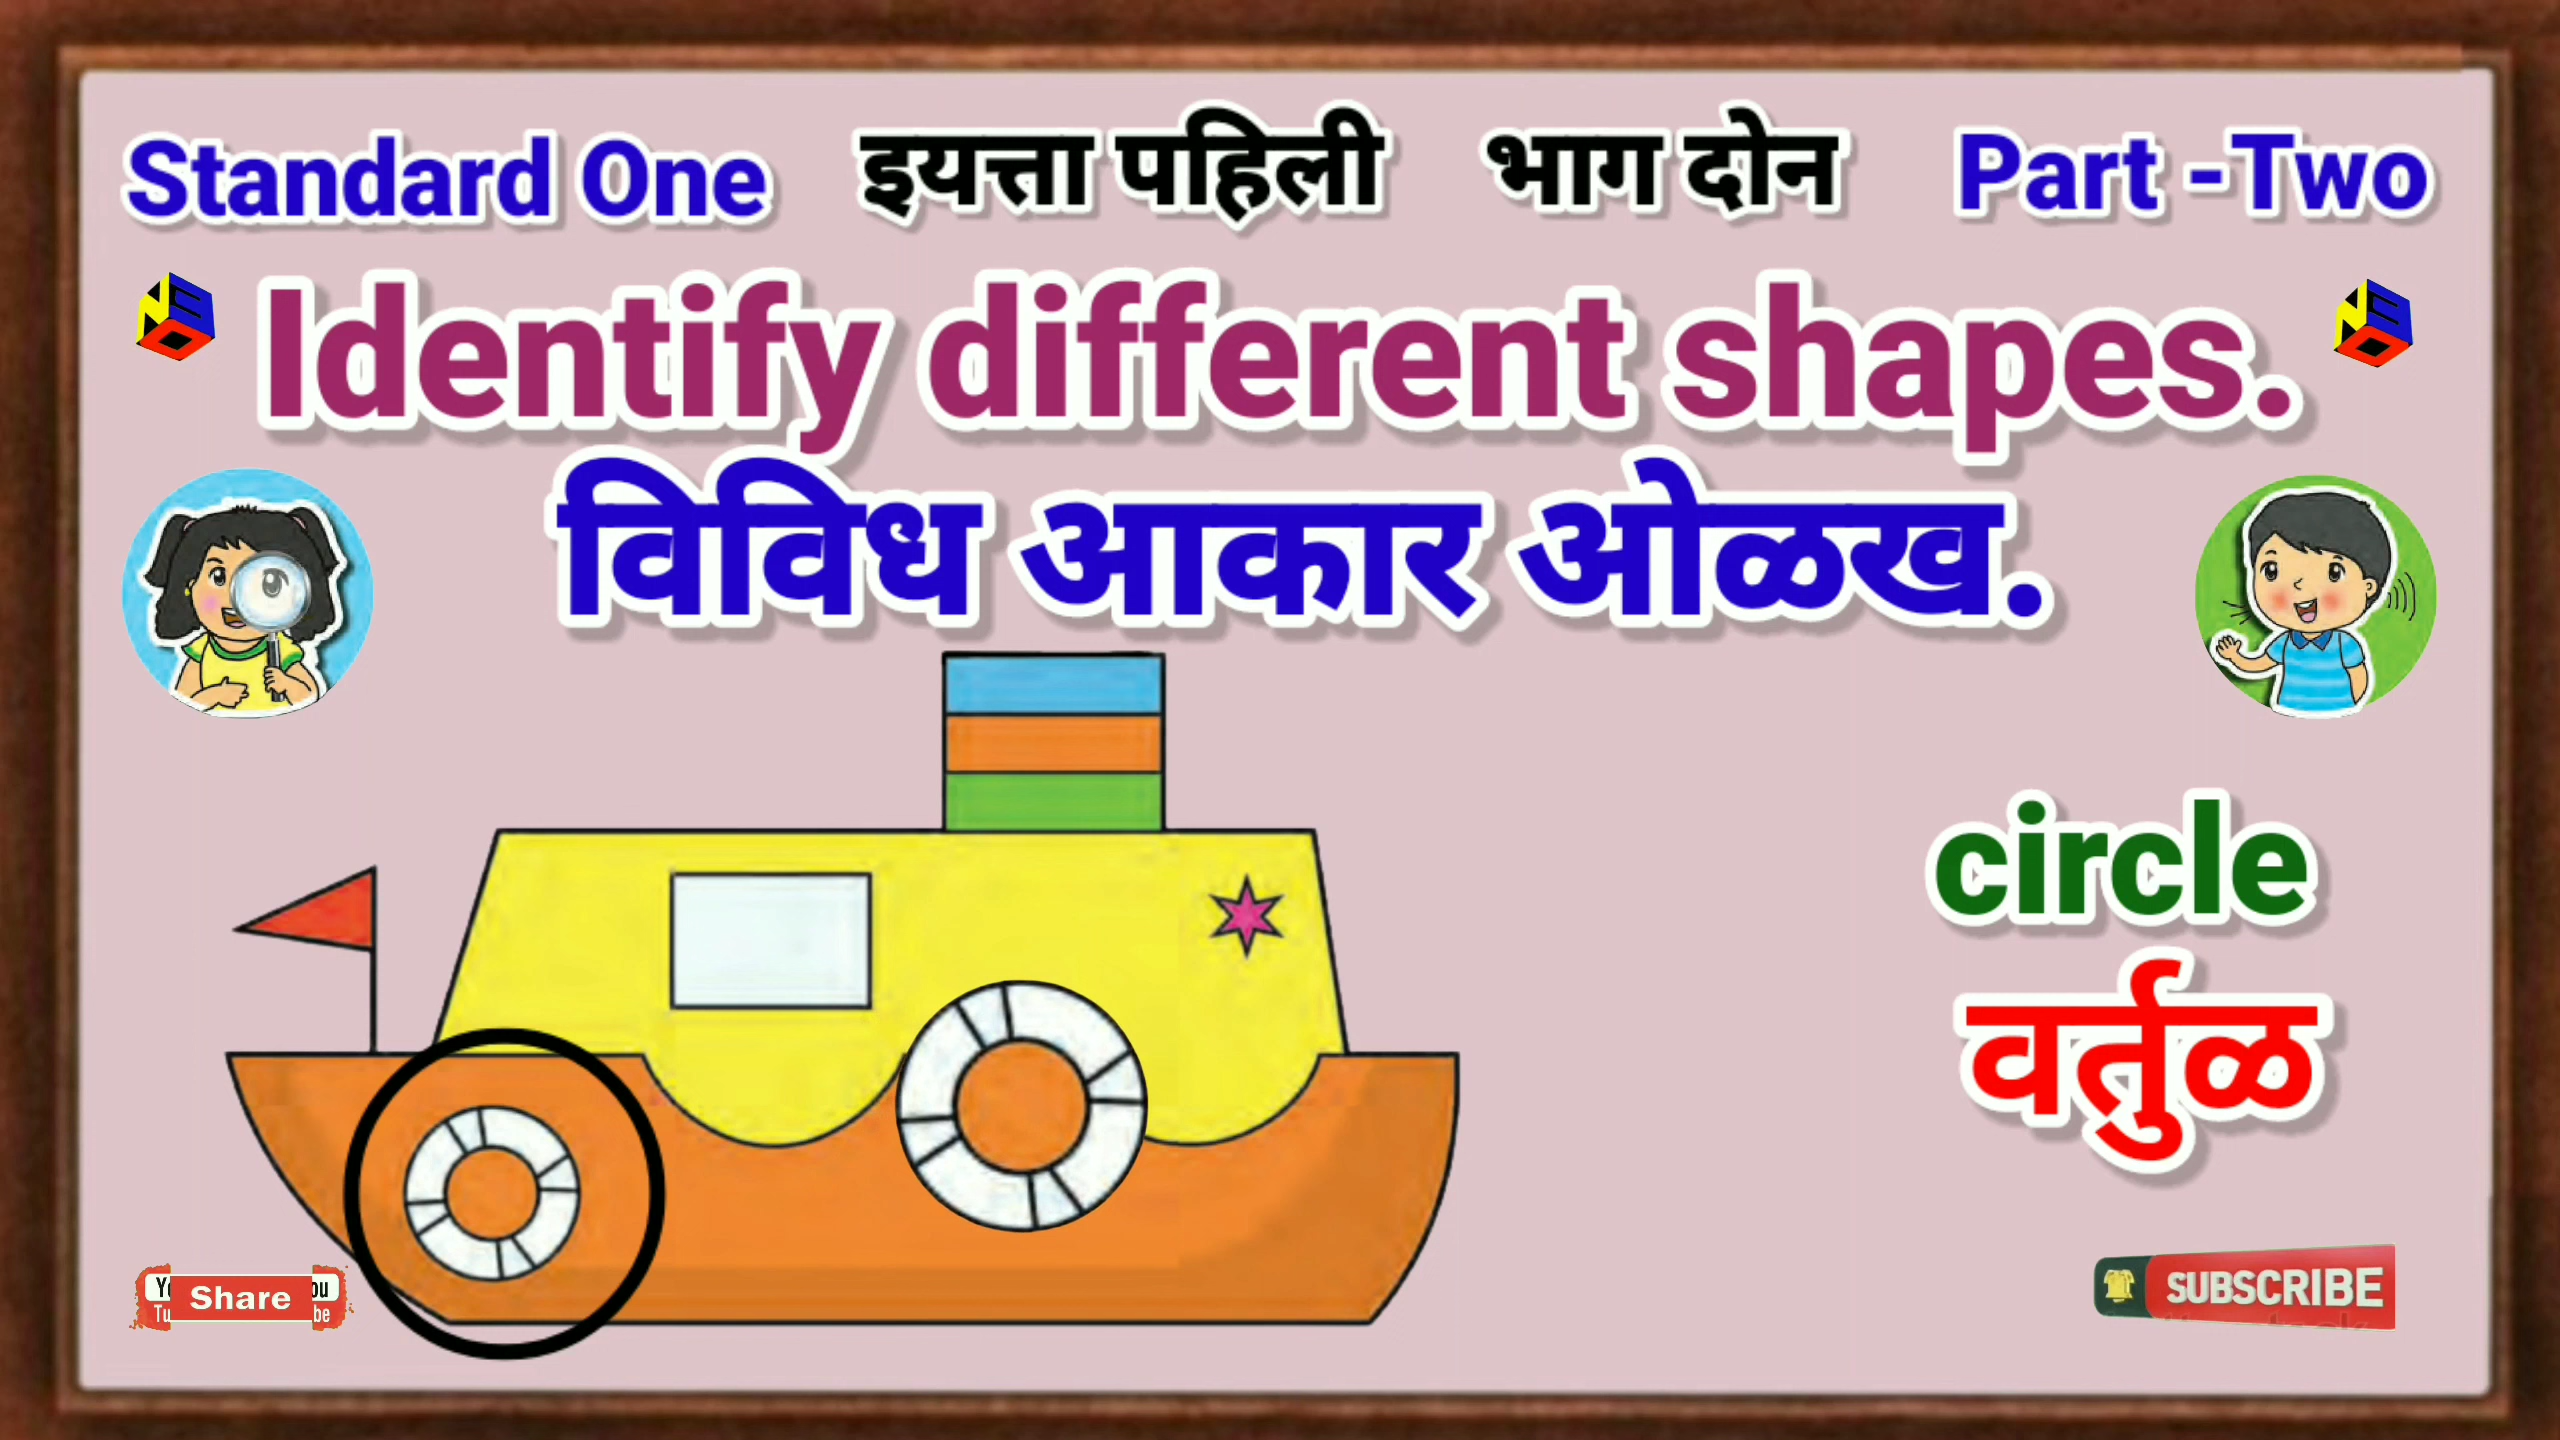 Standard One इयत्ता पहिली भाग दोन Part -Two
Identify different shapes.
विविध आकार ओळख.
circle
वर्तुळ
Share
SUBSCRIBE